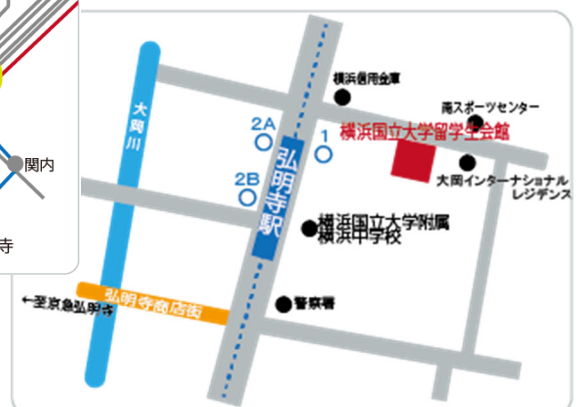 関内
寺
大岡川
横浜信用金庫
南スポーツセンター
横浜国立大学留学生会館
2A
1
弘明寺駅
大岡インターナショナル
レジデンス
2B
横浜国立大学附属
横浜中学校
弘明寺商店街
←至京急弘明寺
警察署